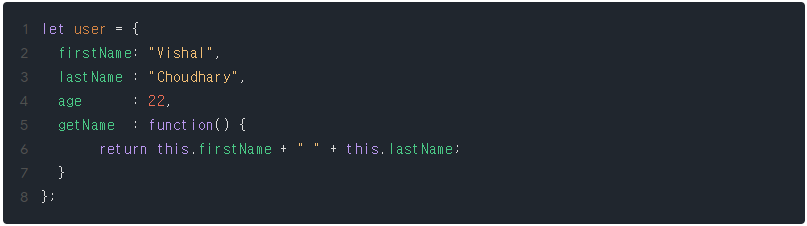 1 let user = {
2   firstName: "Vishal",
3   lastName : "Choudhary",
4   age      : 22,
5   getName  : function() {
6        return this.firstName + " " + this.lastName;
7   }
8 };